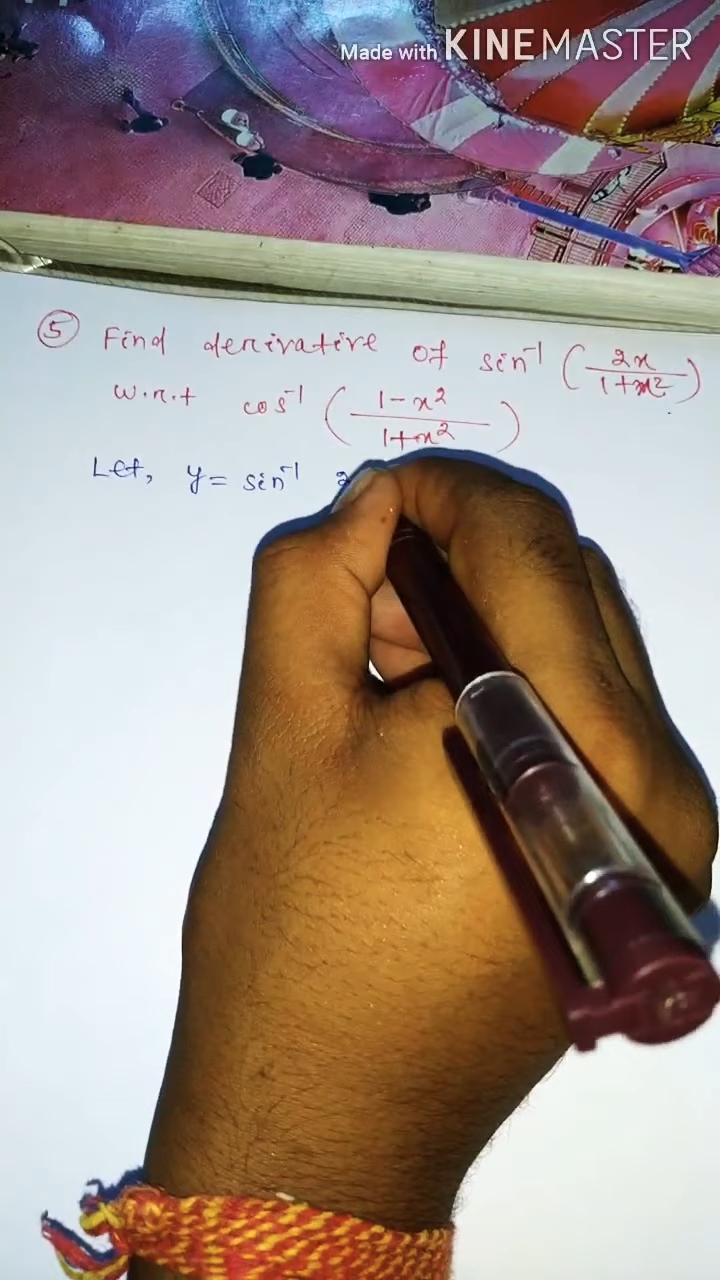 Made with KINEMASTER
⑤ Find derivative of sin⁻¹ (2x/1+x²)
w.r.t cos⁻¹ (1-x²/1+x²)
Let, y = sin⁻¹ 2